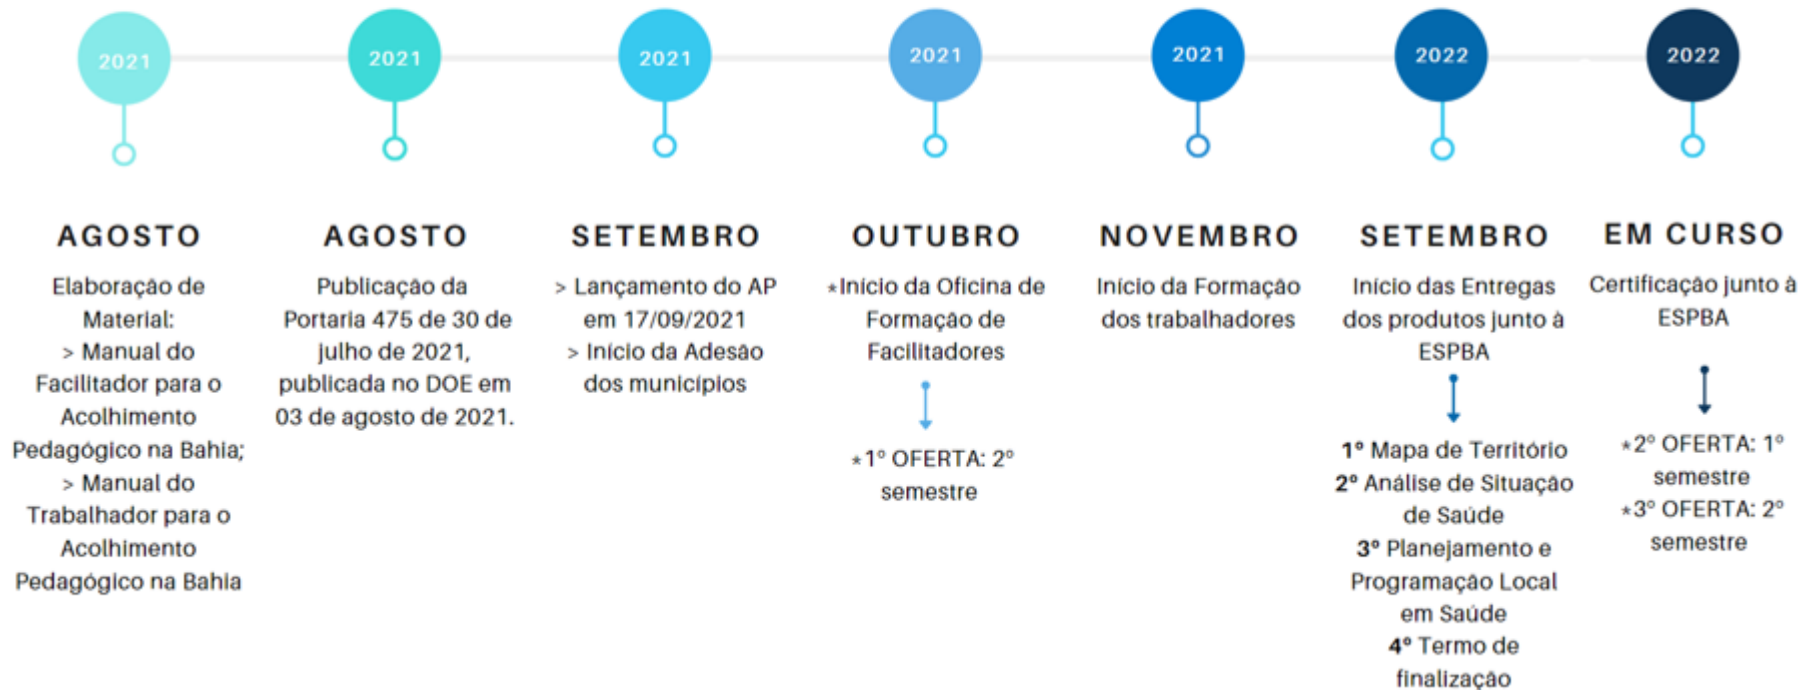 2021
AGOSTO
Elaboração de
Material:
> Manual do
Facilitador para o
Acolhimento
Pedagógico na Bahia;
> Manual do
Trabalhador para o
Acolhimento
Pedagógico na Bahia
2021
AGOSTO
Publicação da
Portaria 475 de 30 de
julho de 2021,
publicada no DOE em
03 de agosto de 2021.
2021
SETEMBRO
> Lançamento do AP
em 17/09/2021
> Início da Adesão
dos municípios
2021
OUTUBRO
*Início da Oficina de
Formação de
Facilitadores
*1º OFERTA: 2º
semestre
2021
NOVEMBRO
Início da Formação
dos trabalhadores
2022
SETEMBRO
Início das Entregas
dos produtos junto à
ESPBA
1º Mapa de Território
2º Análise de Situação
de Saúde
3º Planejamento e
Programação Local
em Saúde
4º Termo de
finalização
2022
EM CURSO
Certificação junto à
ESPBA
*2º OFERTA: 1º
semestre
*3º OFERTA: 2º
semestre